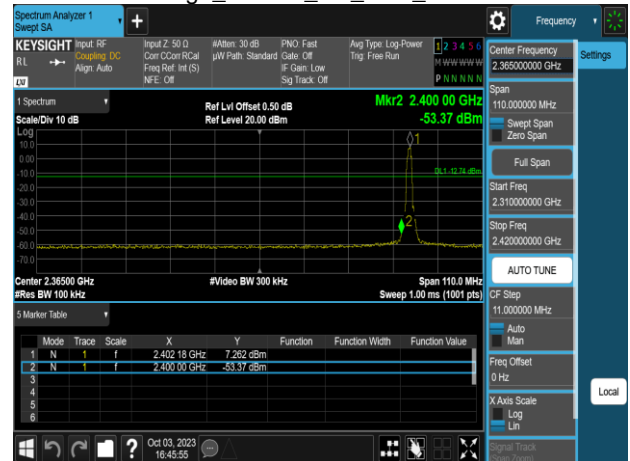 Spectrum Analyzer 1
Swept SA
Frequency
KEYSIGHT
RL
LXI
Input: RF
Coupling: DC
Align: Auto
Input Z: 50 Ω
Corr CCorr RCal
Freq Ref: Int (S)
NFE: Off
#Atten: 30 dB
µW Path: Standard
PNO: Fast
Gate: Off
IF Gain: Low
Sig Track: Off
Avg Type: Log-Power
Trig: Free Run
1 2 3 4 5 6
M W W W W W
P N N N N N
Center Frequency
2.365000000 GHz
Settings
Span
110.000000 MHz
Swept Span
Zero Span
Full Span
Start Freq
2.310000000 GHz
Stop Freq
2.420000000 GHz
AUTO TUNE
CF Step
11.000000 MHz
Auto
Man
Freq Offset
0 Hz
X Axis Scale
Log
Lin
Signal Track
(Span Zoom)
Local
1 Spectrum
Scale/Div 10 dB
Ref Lvl Offset 0.50 dB
Ref Level 20.00 dBm
Mkr2 2.400 00 GHz
-53.37 dBm
Log
10.0
0.00
-10.0
-20.0
-30.0
-40.0
-50.0
-60.0
-70.0
1
DL1 -12.74 dBm
2
Center 2.36500 GHz
#Video BW 300 kHz
Span 110.0 MHz
#Res BW 100 kHz
Sweep 1.00 ms (1001 pts)
5 Marker Table
Mode Trace Scale X Y Function Function Width Function Value
1 N 1 f 2.402 18 GHz 7.262 dBm
2 N 1 f 2.400 00 GHz -53.37 dBm
3
4
5
6
?
Oct 03, 2023
16:45:55